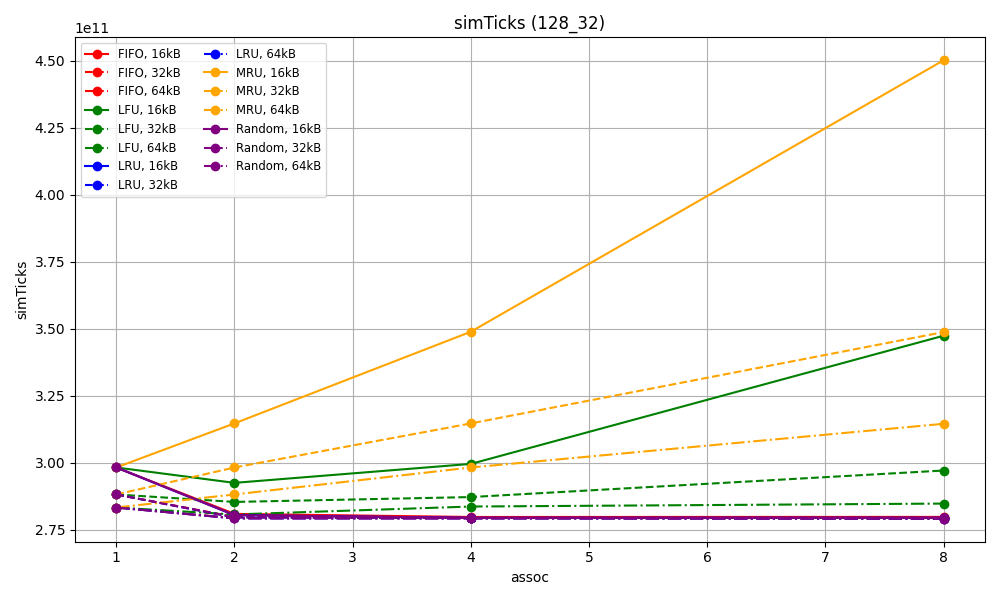 simTicks (128_32)
1e11
FIFO, 16kB
FIFO, 32kB
FIFO, 64kB
LFU, 16kB
LFU, 32kB
LFU, 64kB
LRU, 16kB
LRU, 32kB
LRU, 64kB
MRU, 16kB
MRU, 32kB
MRU, 64kB
Random, 16kB
Random, 32kB
Random, 64kB
4.50
4.25
4.00
3.75
3.50
3.25
3.00
2.75
simTicks
1 2 3 4 5 6 7 8
assoc